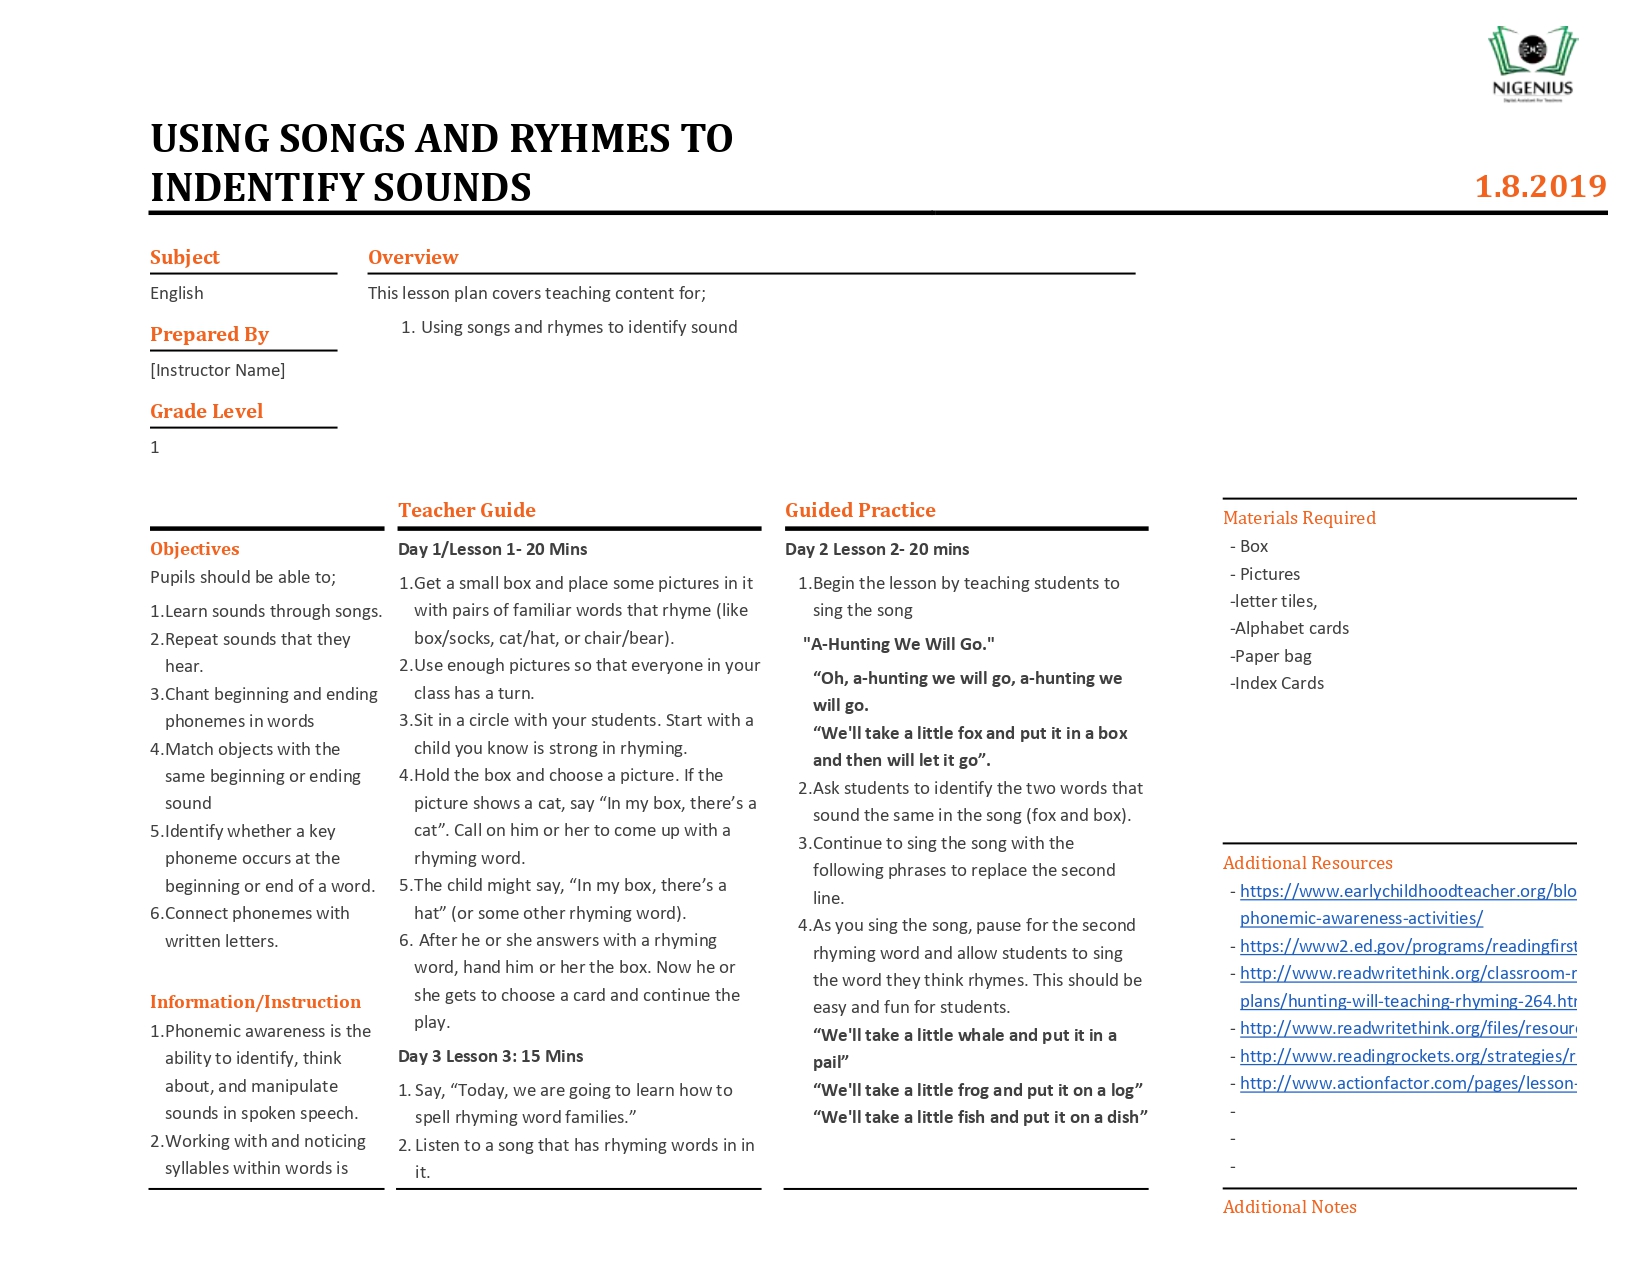 NIGENIUS
Digital Assistant For Teachers
USING SONGS AND RYHMES TO
INDENTIFY SOUNDS
1.8.2019
Subject
English
Prepared By
[Instructor Name]
Grade Level
1
Overview
This lesson plan covers teaching content for;
1. Using songs and rhymes to identify sound
Objectives
Pupils should be able to;
1.Learn sounds through songs.
2.Repeat sounds that they
hear.
3.Chant beginning and ending
phonemes in words
4.Match objects with the
same beginning or ending
sound
5.Identify whether a key
phoneme occurs at the
beginning or end of a word.
6.Connect phonemes with
written letters.
Information/Instruction
1.Phonemic awareness is the
ability to identify, think
about, and manipulate
sounds in spoken speech.
2.Working with and noticing
syllables within words is
Teacher Guide
Day 1/Lesson 1- 20 Mins
1.Get a small box and place some pictures in it
with pairs of familiar words that rhyme (like
box/socks, cat/hat, or chair/bear).
2.Use enough pictures so that everyone in your
class has a turn.
3.Sit in a circle with your students. Start with a
child you know is strong in rhyming.
4.Hold the box and choose a picture. If the
picture shows a cat, say “In my box, there’s a
cat”. Call on him or her to come up with a
rhyming word.
5.The child might say, “In my box, there’s a
hat” (or some other rhyming word).
6. After he or she answers with a rhyming
word, hand him or her the box. Now he or
she gets to choose a card and continue the
play.
Day 3 Lesson 3: 15 Mins
1. Say, “Today, we are going to learn how to
spell rhyming word families.”
2. Listen to a song that has rhyming words in in
it.
Guided Practice
Day 2 Lesson 2- 20 mins
1.Begin the lesson by teaching students to
sing the song
"A-Hunting We Will Go."
“Oh, a-hunting we will go, a-hunting we
will go.
“We'll take a little fox and put it in a box
and then will let it go”.
2.Ask students to identify the two words that
sound the same in the song (fox and box).
3.Continue to sing the song with the
following phrases to replace the second
line.
4.As you sing the song, pause for the second
rhyming word and allow students to sing
the word they think rhymes. This should be
easy and fun for students.
“We'll take a little whale and put it in a
pail”
“We'll take a little frog and put it on a log”
“We'll take a little fish and put it on a dish”
Materials Required
- Box
- Pictures
-letter tiles,
-Alphabet cards
-Paper bag
-Index Cards
Additional Resources
- https://www.earlychildhoodteacher.org/blo
phonemic-awareness-activities/
- https://www2.ed.gov/programs/readingfirst
- http://www.readwritethink.org/classroom-r
plans/hunting-will-teaching-rhyming-264.htm
- http://www.readwritethink.org/files/resour
- http://www.readingrockets.org/strategies/r
- http://www.actionfactor.com/pages/lesson-
-
-
-
Additional Notes